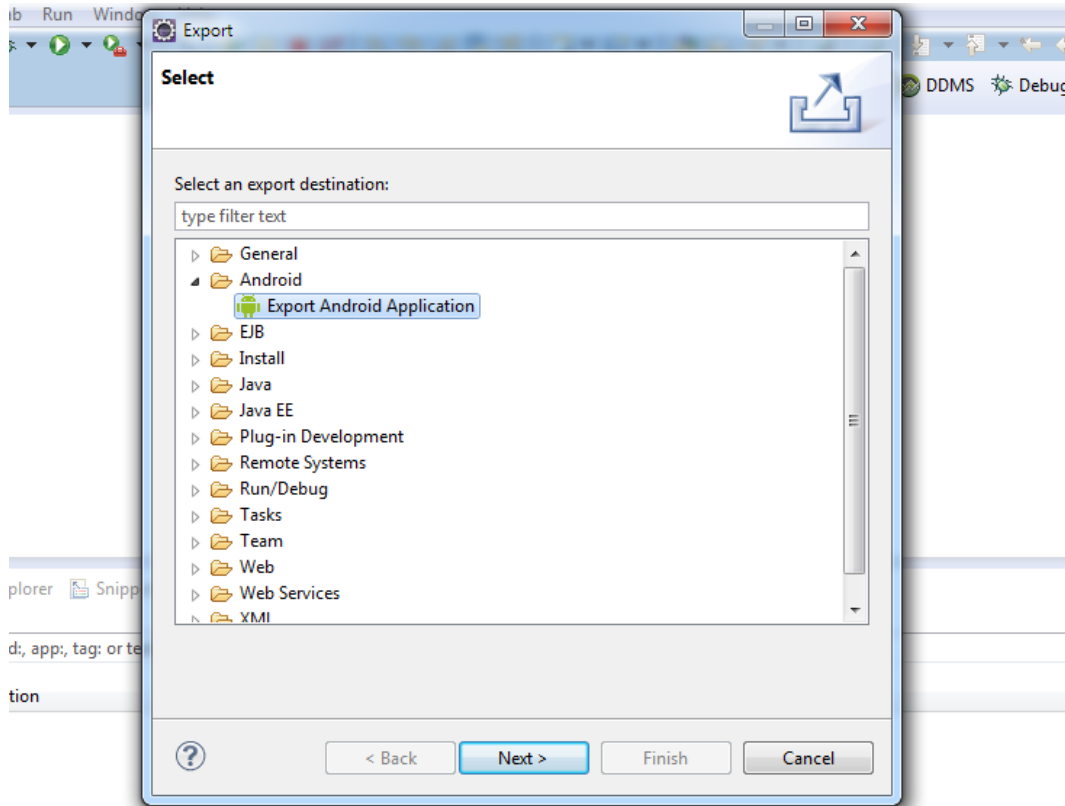 Run Windo
Export
Select
DDMS Debug
Select an export destination:
type filter text
General
Android
Export Android Application
EJB
Install
Java
Java EE
Plug-in Development
Remote Systems
Run/Debug
Tasks
Team
Web
Web Services
XML
plorer Snipp
d:, app:, tag: or te
tion
< Back Next > Finish Cancel